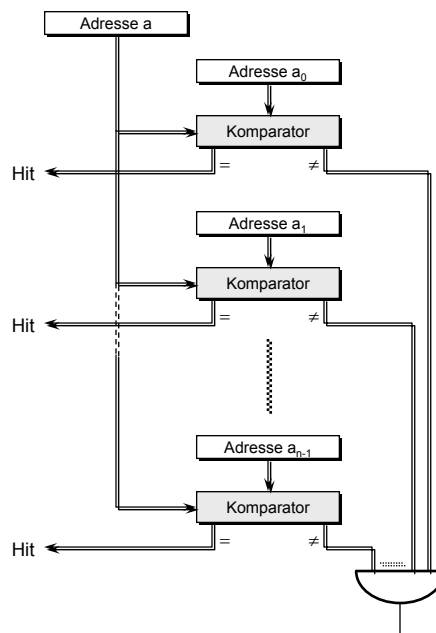 Adresse a
Adresse a₀
Komparator
= ≠
Hit
Adresse a₁
Komparator
= ≠
Hit
Adresse aₙ₋₁
Komparator
= ≠
Hit